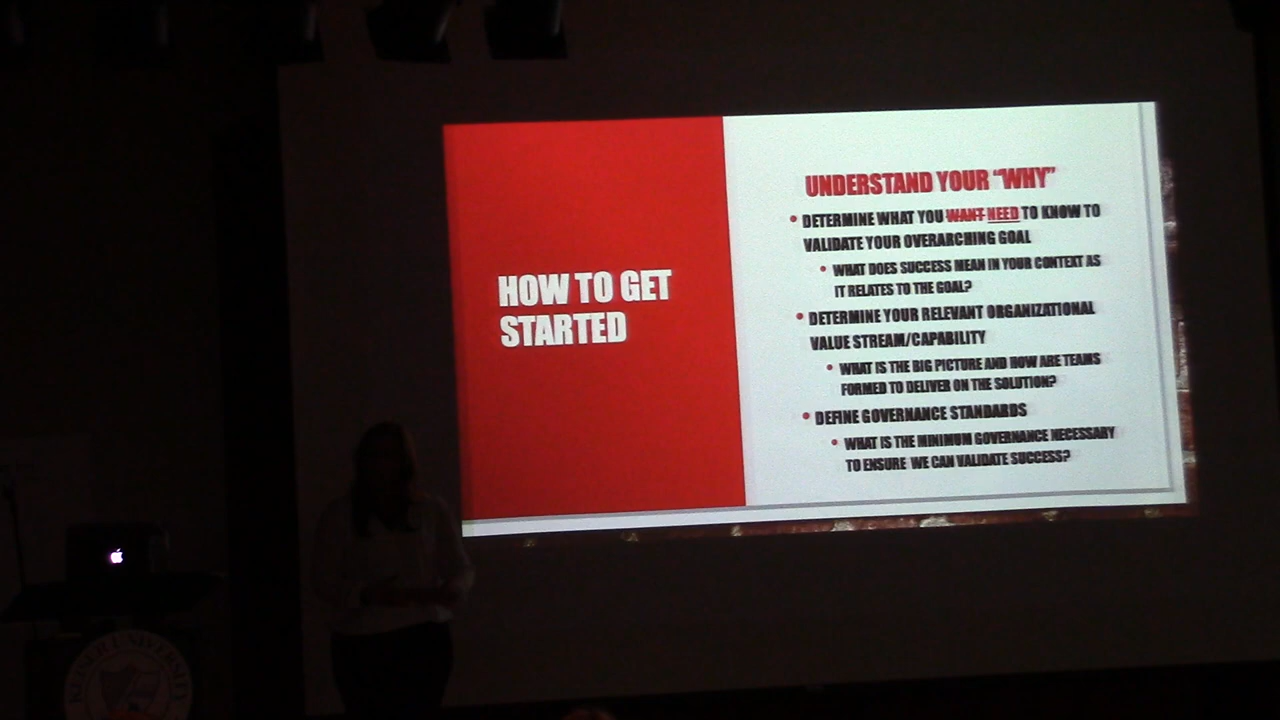 HOW TO GET
STARTED
UNDERSTAND YOUR "WHY"
• DETERMINE WHAT YOU WANT NEED TO KNOW TO
VALIDATE YOUR OVERARCHING GOAL
• WHAT DOES SUCCESS MEAN IN YOUR CONTEXT AS
IT RELATES TO THE GOAL?
• DETERMINE YOUR RELEVANT ORGANIZATIONAL
VALUE STREAM/CAPABILITY
• WHAT IS THE BIG PICTURE AND HOW ARE TEAMS
FORMED TO DELIVER ON THE SOLUTION?
• DEFINE GOVERNANCE STANDARDS
• WHAT IS THE MINIMUM GOVERNANCE NECESSARY
TO ENSURE WE CAN VALIDATE SUCCESS?
KEISER UNIVERSITY